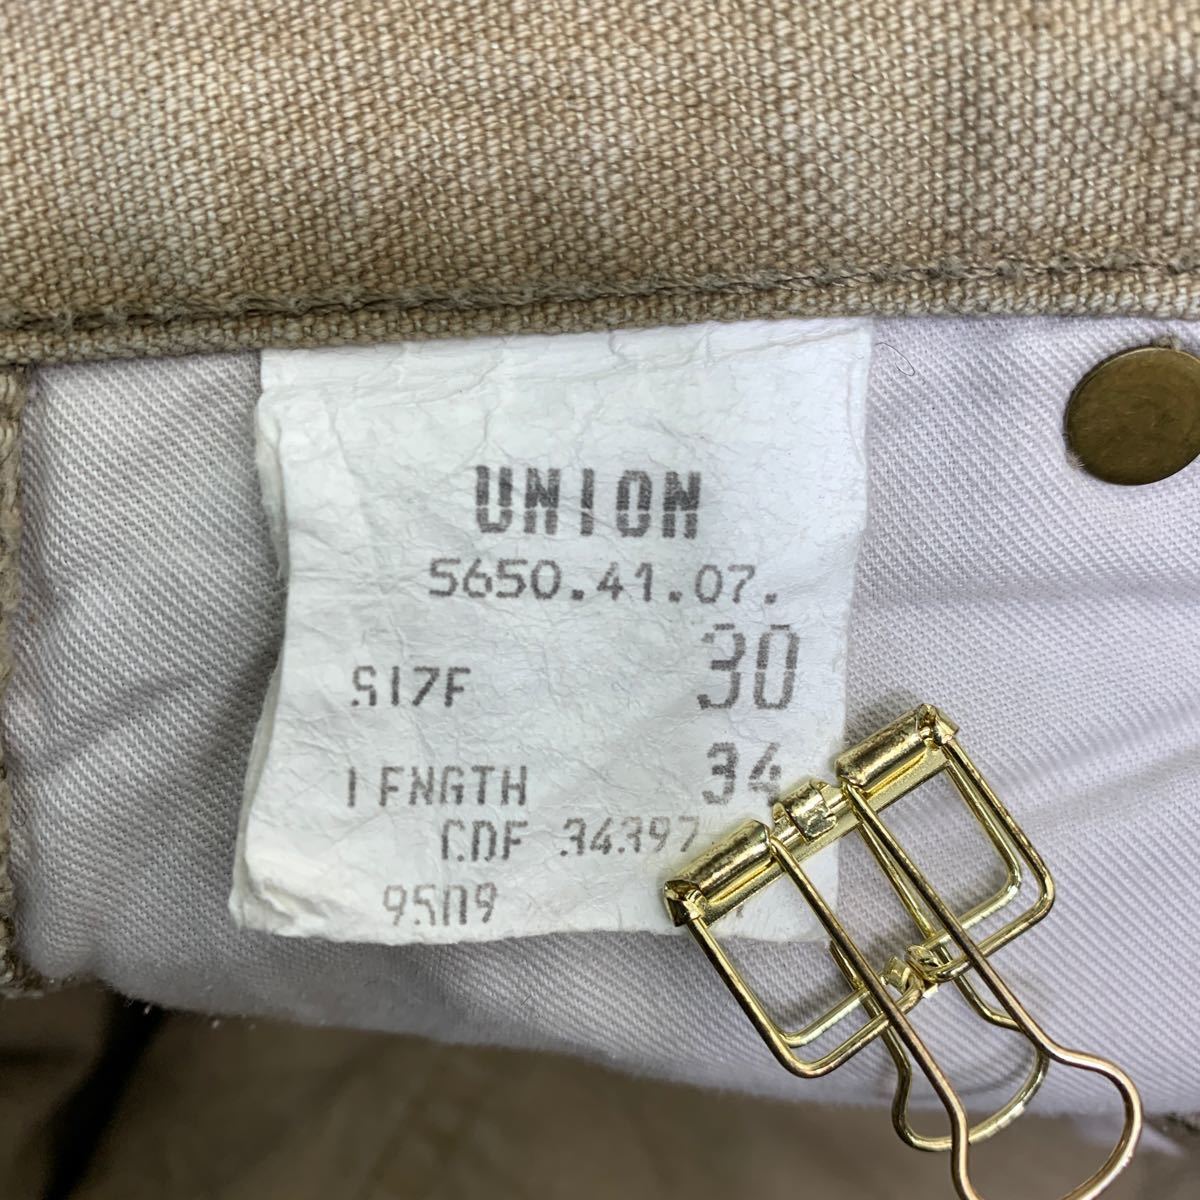 UNION
5650.41.07.
SIZE 30
LENGTH 34
CDF 34397
9509